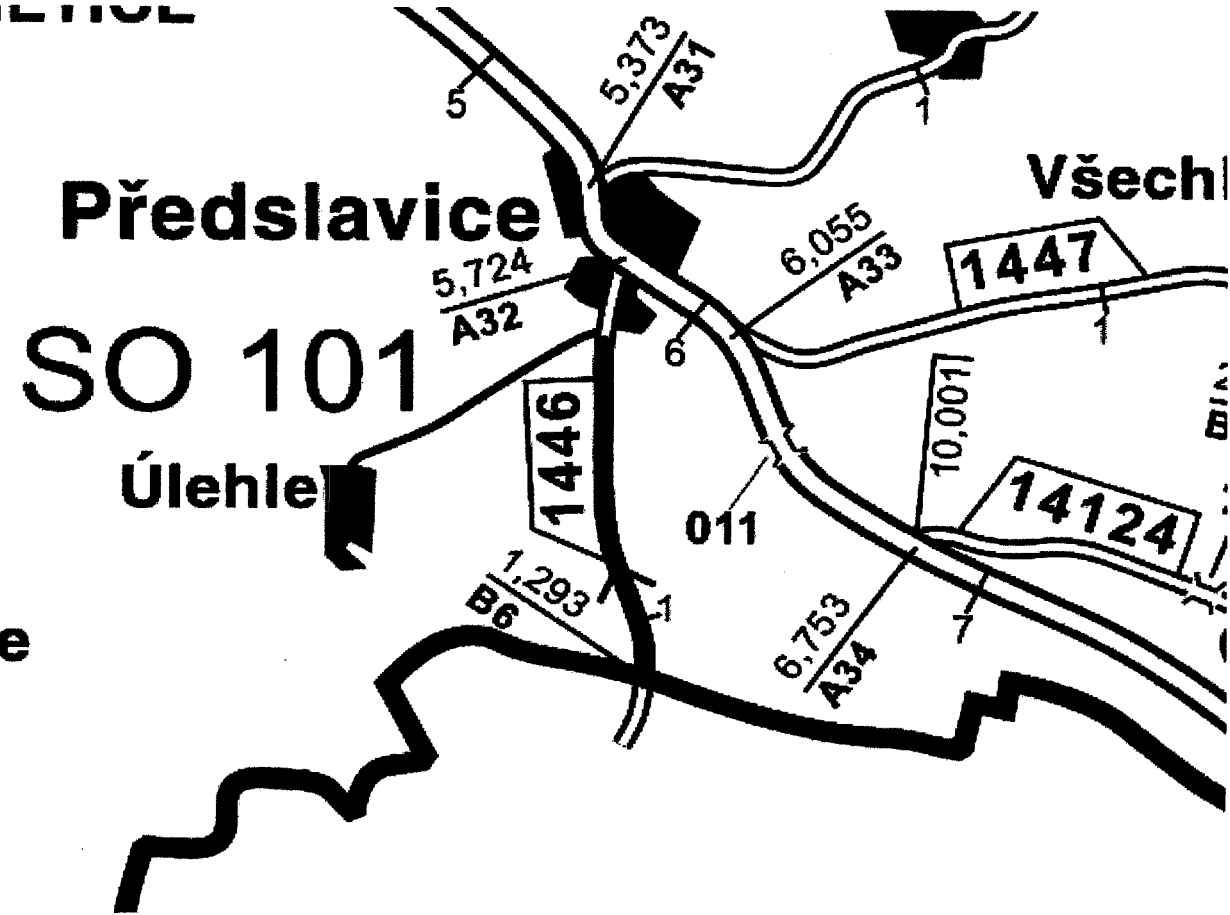 5,373
A31
5
1
Předslavice
Všechl
5,724
A32
6,055
A33
1447
1
SO 101
6
1446
10,001
Úlehle
011
14124
1,293
B6
1
6,753
A34
7
e